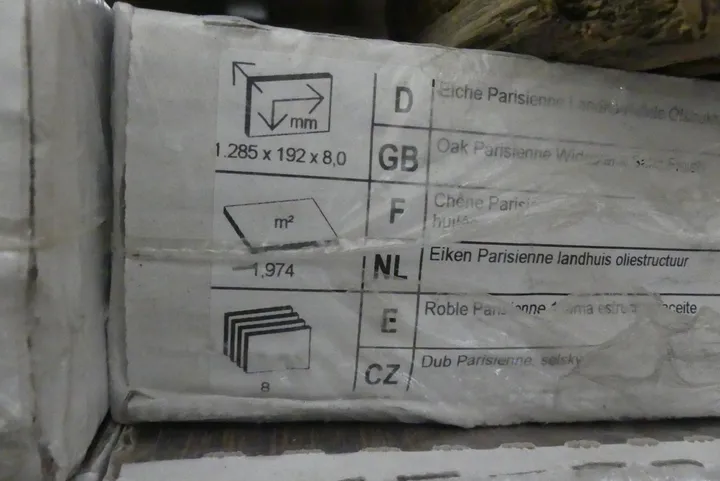 mm
1.285 x 192 x 8,0
m²
1,974
8
D Eiche Parisienne
GB Oak Parisienne
F Chêne
NL Eiken Parisienne landhuis oliestructuur
E Roble
CZ Dub Parisienne, selsky